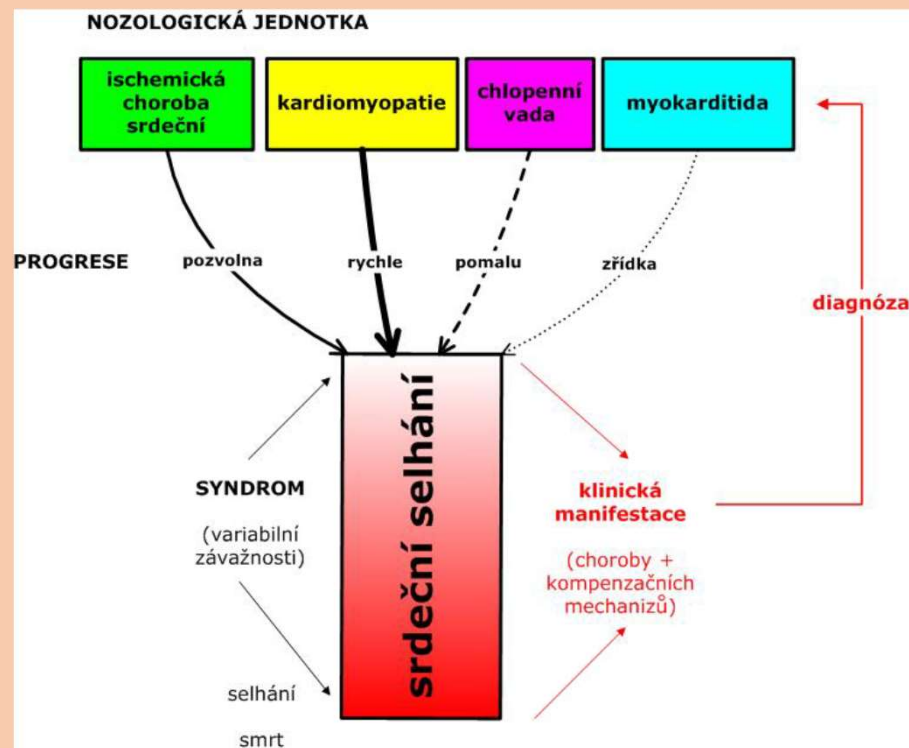 NOZOLOGICKÁ JEDNOTKA
ischemická
choroba
srdeční
kardiomyopatie
chlopenní
vada
myokarditida
PROGRESE
pozvolna
rychle
pomalu
zřídka
diagnóza
srdeční selhání
SYNDROM
(variabilní
závažnosti)
klinická
manifestace
(choroby +
kompenzačních
mechanizů)
selhání
smrt